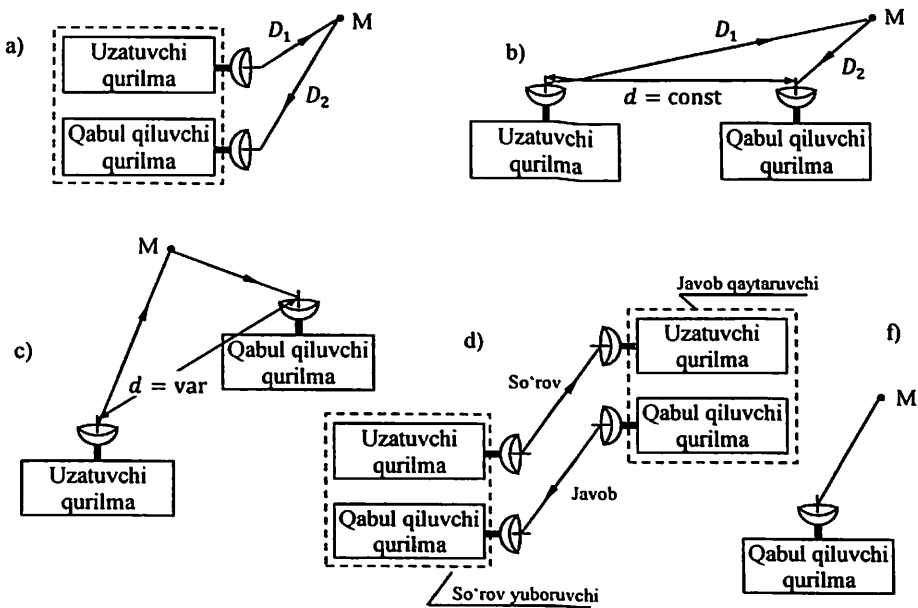 a)
Uzatuvchi
qurilma
Qabul qiluvchi
qurilma
D₁
D₂
M
b)
D₁
D₂
M
d = const
Uzatuvchi
qurilma
Qabul qiluvchi
qurilma
c)
M
d = var
Qabul qiluvchi
qurilma
Uzatuvchi
qurilma
d)
Javob qaytaruvchi
Uzatuvchi
qurilma
Qabul qiluvchi
qurilma
So‘rov
Javob
Uzatuvchi
qurilma
Qabul qiluvchi
qurilma
So‘rov yuboruvchi
f)
M
Qabul qiluvchi
qurilma